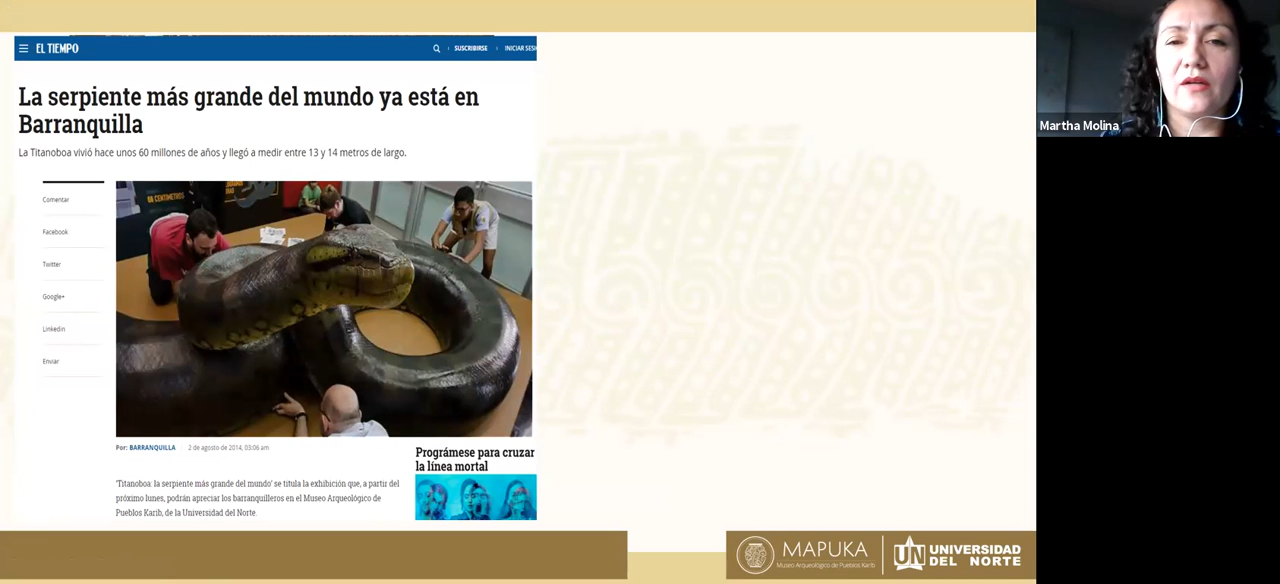 EL TIEMPO
SUSCRIBIRSE
INICIAR SESI
La serpiente más grande del mundo ya está en
Barranquilla
La Titanoboa vivió hace unos 60 millones de años y llegó a medir entre 13 y 14 metros de largo.
Comentar
Facebook
Twitter
Google+
Linkedin
Enviar
Por: BARRANQUILLA 2 de agosto de 2014, 03:06 am
'Titanoboa: la serpiente más grande del mundo' se titula la exhibición que, a partir del
próximo lunes, podrán apreciar los barranquilleros en el Museo Arqueológico de
Pueblos Karib, de la Universidad del Norte.
Prográmese para cruzar
la línea mortal
MAPUKA
Museo Arqueológico de Pueblos Karib
UN
UNIVERSIDAD
DEL NORTE
Martha Molina